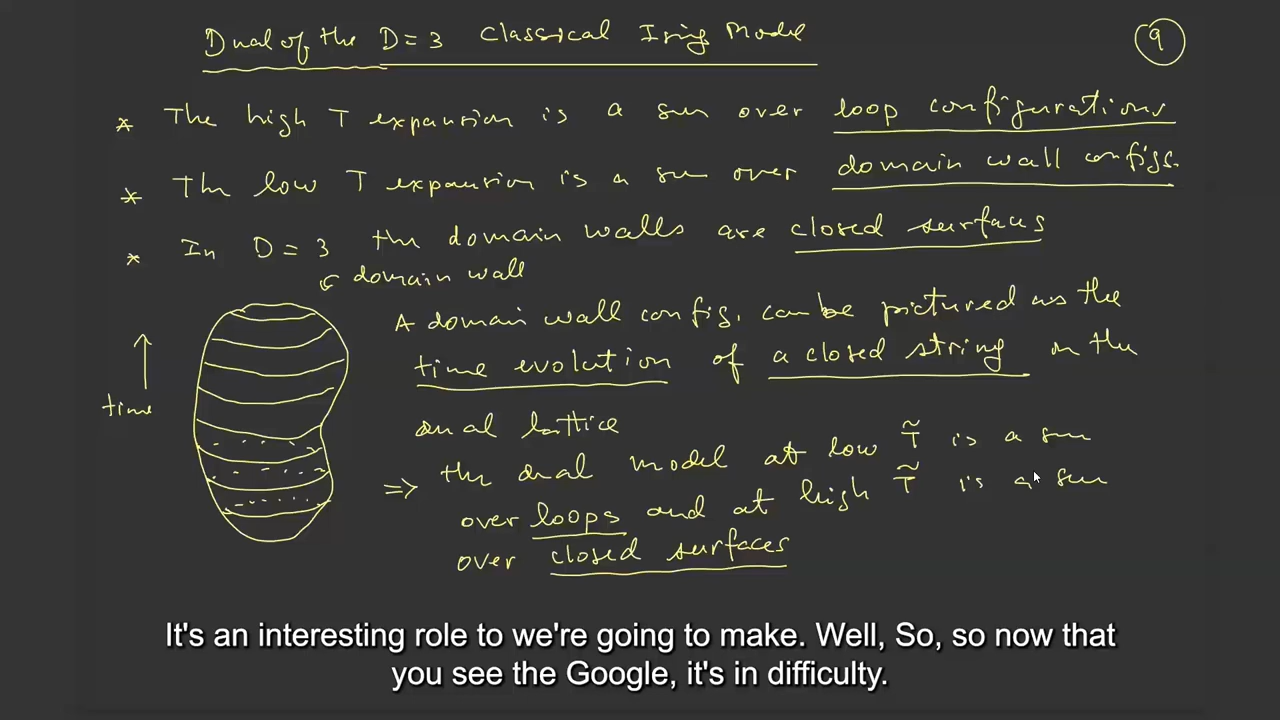 Dual of the D=3 Classical Ising Model
9
* The high T expansion is a sum over loop configurations
* The low T expansion is a sum over domain wall configs.
* In D=3 the domain walls are closed surfaces
domain wall
A domain wall config. can be pictured as the
time evolution of a closed string on the
time
dual lattice
=> the dual model at low T̃ is a sum
over loops and at high T̃ is a sum
over closed surfaces
It's an interesting role to we're going to make. Well, So, so now that
you see the Google, it's in difficulty.